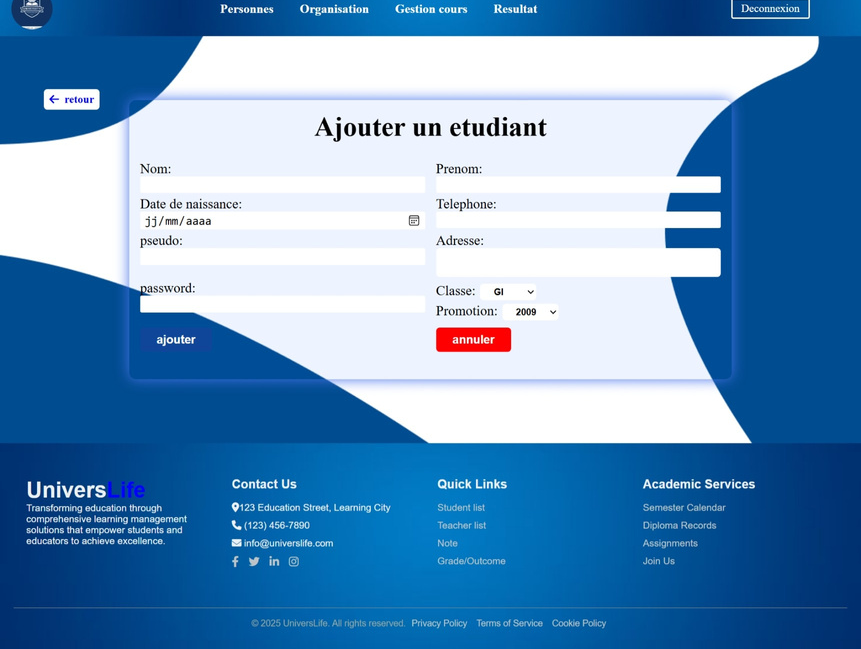 Personnes Organisation Gestion cours Resultat Deconnexion
retour
Ajouter un etudiant
Nom: Prenom:
Date de naissance: Telephone:
jj/mm/aaaa
pseudo: Adresse:
password: Classe: GI
Promotion: 2009
ajouter annuler
UniversLife
Transforming education through
comprehensive learning management
solutions that empower students and
educators to achieve excellence.
Contact Us
123 Education Street, Learning City
(123) 456-7890
info@universlife.com
Quick Links
Student list
Teacher list
Note
Grade/Outcome
Academic Services
Semester Calendar
Diploma Records
Assignments
Join Us
© 2025 UniversLife. All rights reserved. Privacy Policy Terms of Service Cookie Policy